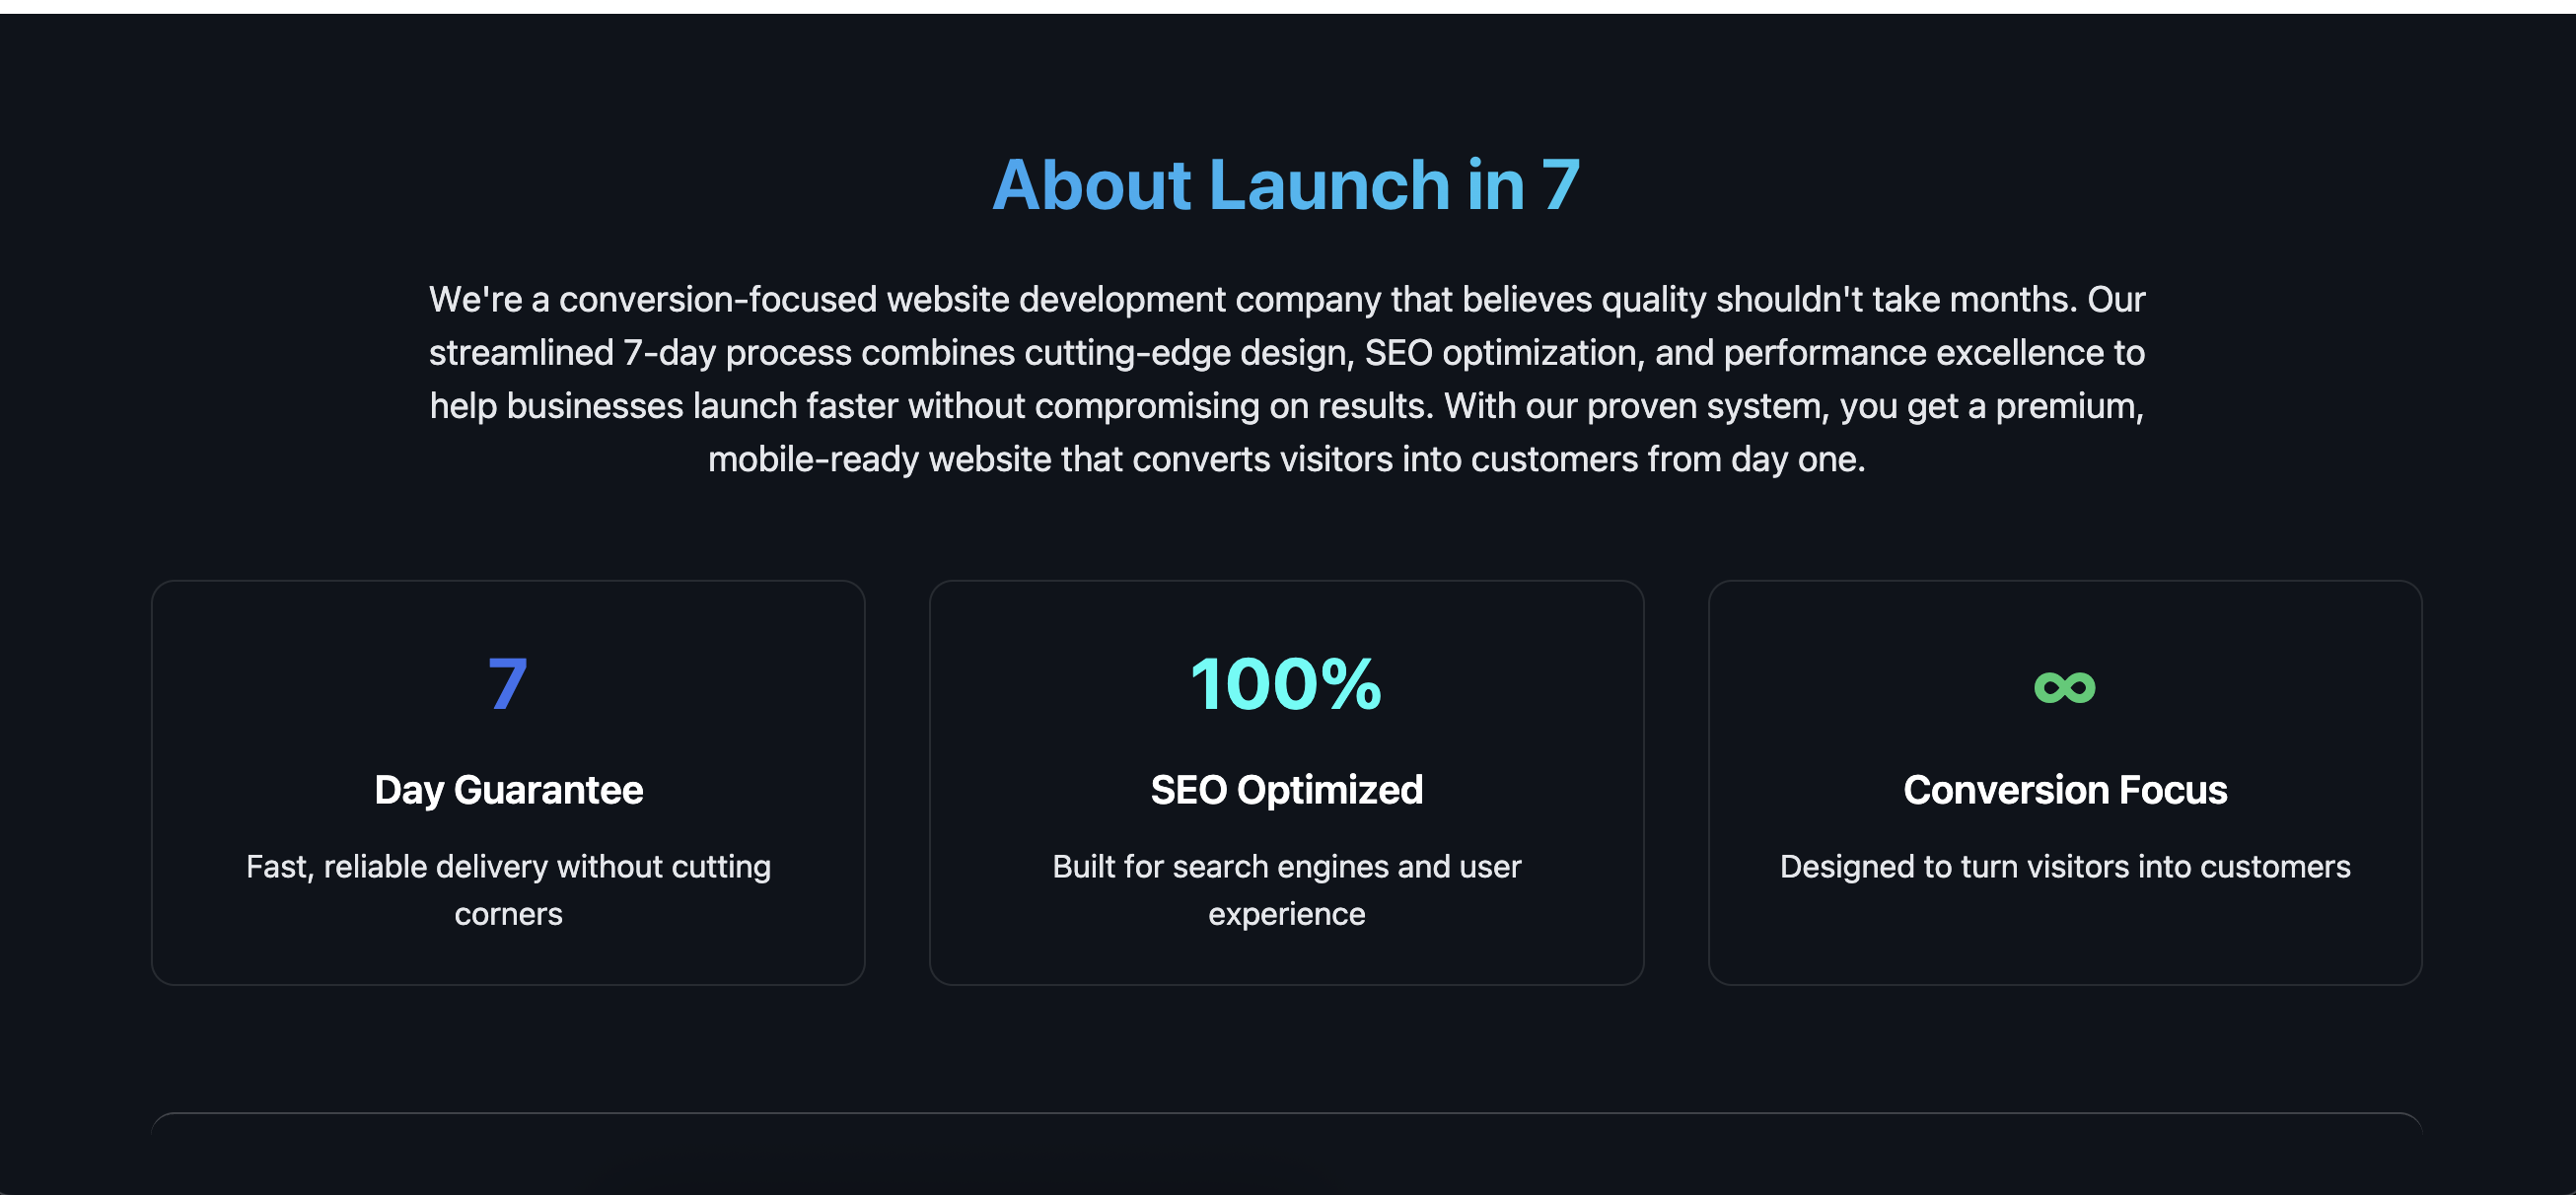 About Launch in 7
We're a conversion-focused website development company that believes quality shouldn't take months. Our
streamlined 7-day process combines cutting-edge design, SEO optimization, and performance excellence to
help businesses launch faster without compromising on results. With our proven system, you get a premium,
mobile-ready website that converts visitors into customers from day one.
7
Day Guarantee
Fast, reliable delivery without cutting
corners
100%
SEO Optimized
Built for search engines and user
experience
∞
Conversion Focus
Designed to turn visitors into customers